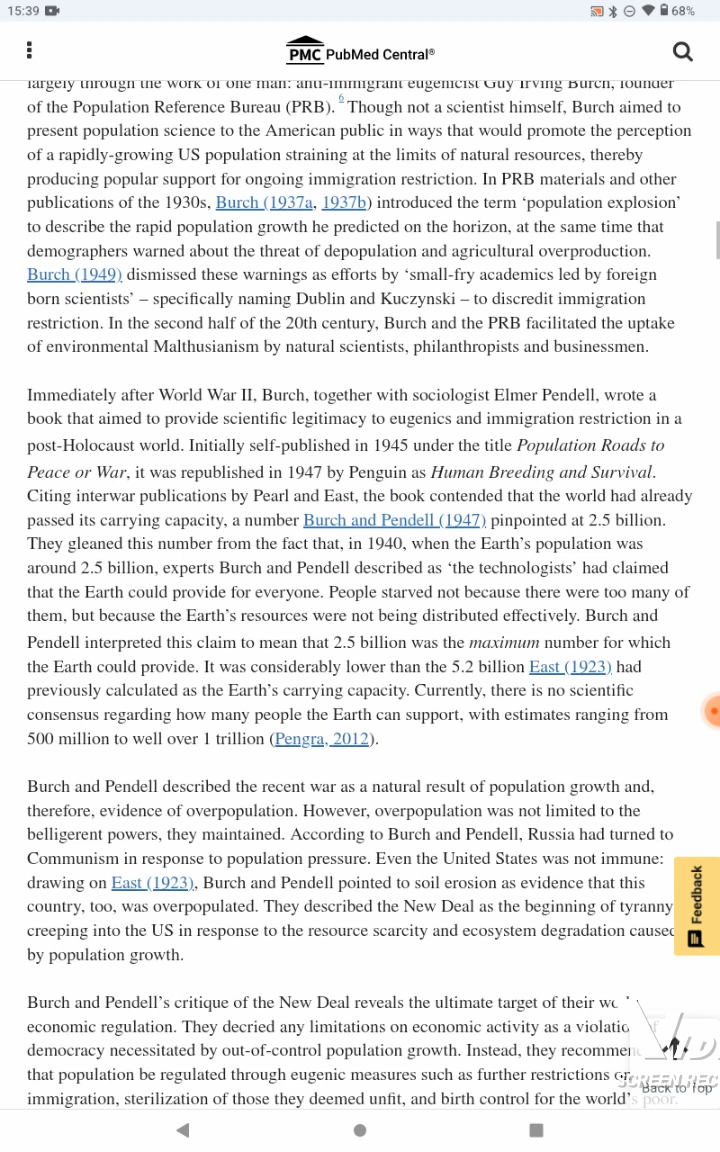 15:39
68%
PMC PubMed Central®
largely through the work of one man: anti-immigrant eugenicist Guy Irving Burch, founder
of the Population Reference Bureau (PRB). 6 Though not a scientist himself, Burch aimed to
present population science to the American public in ways that would promote the perception
of a rapidly-growing US population straining at the limits of natural resources, thereby
producing popular support for ongoing immigration restriction. In PRB materials and other
publications of the 1930s, Burch (1937a, 1937b) introduced the term ‘population explosion’
to describe the rapid population growth he predicted on the horizon, at the same time that
demographers warned about the threat of depopulation and agricultural overproduction.
Burch (1949) dismissed these warnings as efforts by ‘small-fry academics led by foreign
born scientists’ – specifically naming Dublin and Kuczynski – to discredit immigration
restriction. In the second half of the 20th century, Burch and the PRB facilitated the uptake
of environmental Malthusianism by natural scientists, philanthropists and businessmen.
Immediately after World War II, Burch, together with sociologist Elmer Pendell, wrote a
book that aimed to provide scientific legitimacy to eugenics and immigration restriction in a
post-Holocaust world. Initially self-published in 1945 under the title Population Roads to
Peace or War, it was republished in 1947 by Penguin as Human Breeding and Survival.
Citing interwar publications by Pearl and East, the book contended that the world had already
passed its carrying capacity, a number Burch and Pendell (1947) pinpointed at 2.5 billion.
They gleaned this number from the fact that, in 1940, when the Earth’s population was
around 2.5 billion, experts Burch and Pendell described as ‘the technologists’ had claimed
that the Earth could provide for everyone. People starved not because there were too many of
them, but because the Earth’s resources were not being distributed effectively. Burch and
Pendell interpreted this claim to mean that 2.5 billion was the maximum number for which
the Earth could provide. It was considerably lower than the 5.2 billion East (1923) had
previously calculated as the Earth’s carrying capacity. Currently, there is no scientific
consensus regarding how many people the Earth can support, with estimates ranging from
500 million to well over 1 trillion (Pengra, 2012).
Burch and Pendell described the recent war as a natural result of population growth and,
therefore, evidence of overpopulation. However, overpopulation was not limited to the
belligerent powers, they maintained. According to Burch and Pendell, Russia had turned to
Communism in response to population pressure. Even the United States was not immune:
drawing on East (1923), Burch and Pendell pointed to soil erosion as evidence that this
country, too, was overpopulated. They described the New Deal as the beginning of tyranny
creeping into the US in response to the resource scarcity and ecosystem degradation caused
by population growth.
Feedback
Burch and Pendell’s critique of the New Deal reveals the ultimate target of their
economic regulation. They decried any limitations on economic activity as a violation of
democracy necessitated by out-of-control population growth. Instead, they recommen
that population be regulated through eugenic measures such as further restrictions on
immigration, sterilization of those they deemed unfit, and birth control for the world’s poor.
SCREEN REC
Back to Top